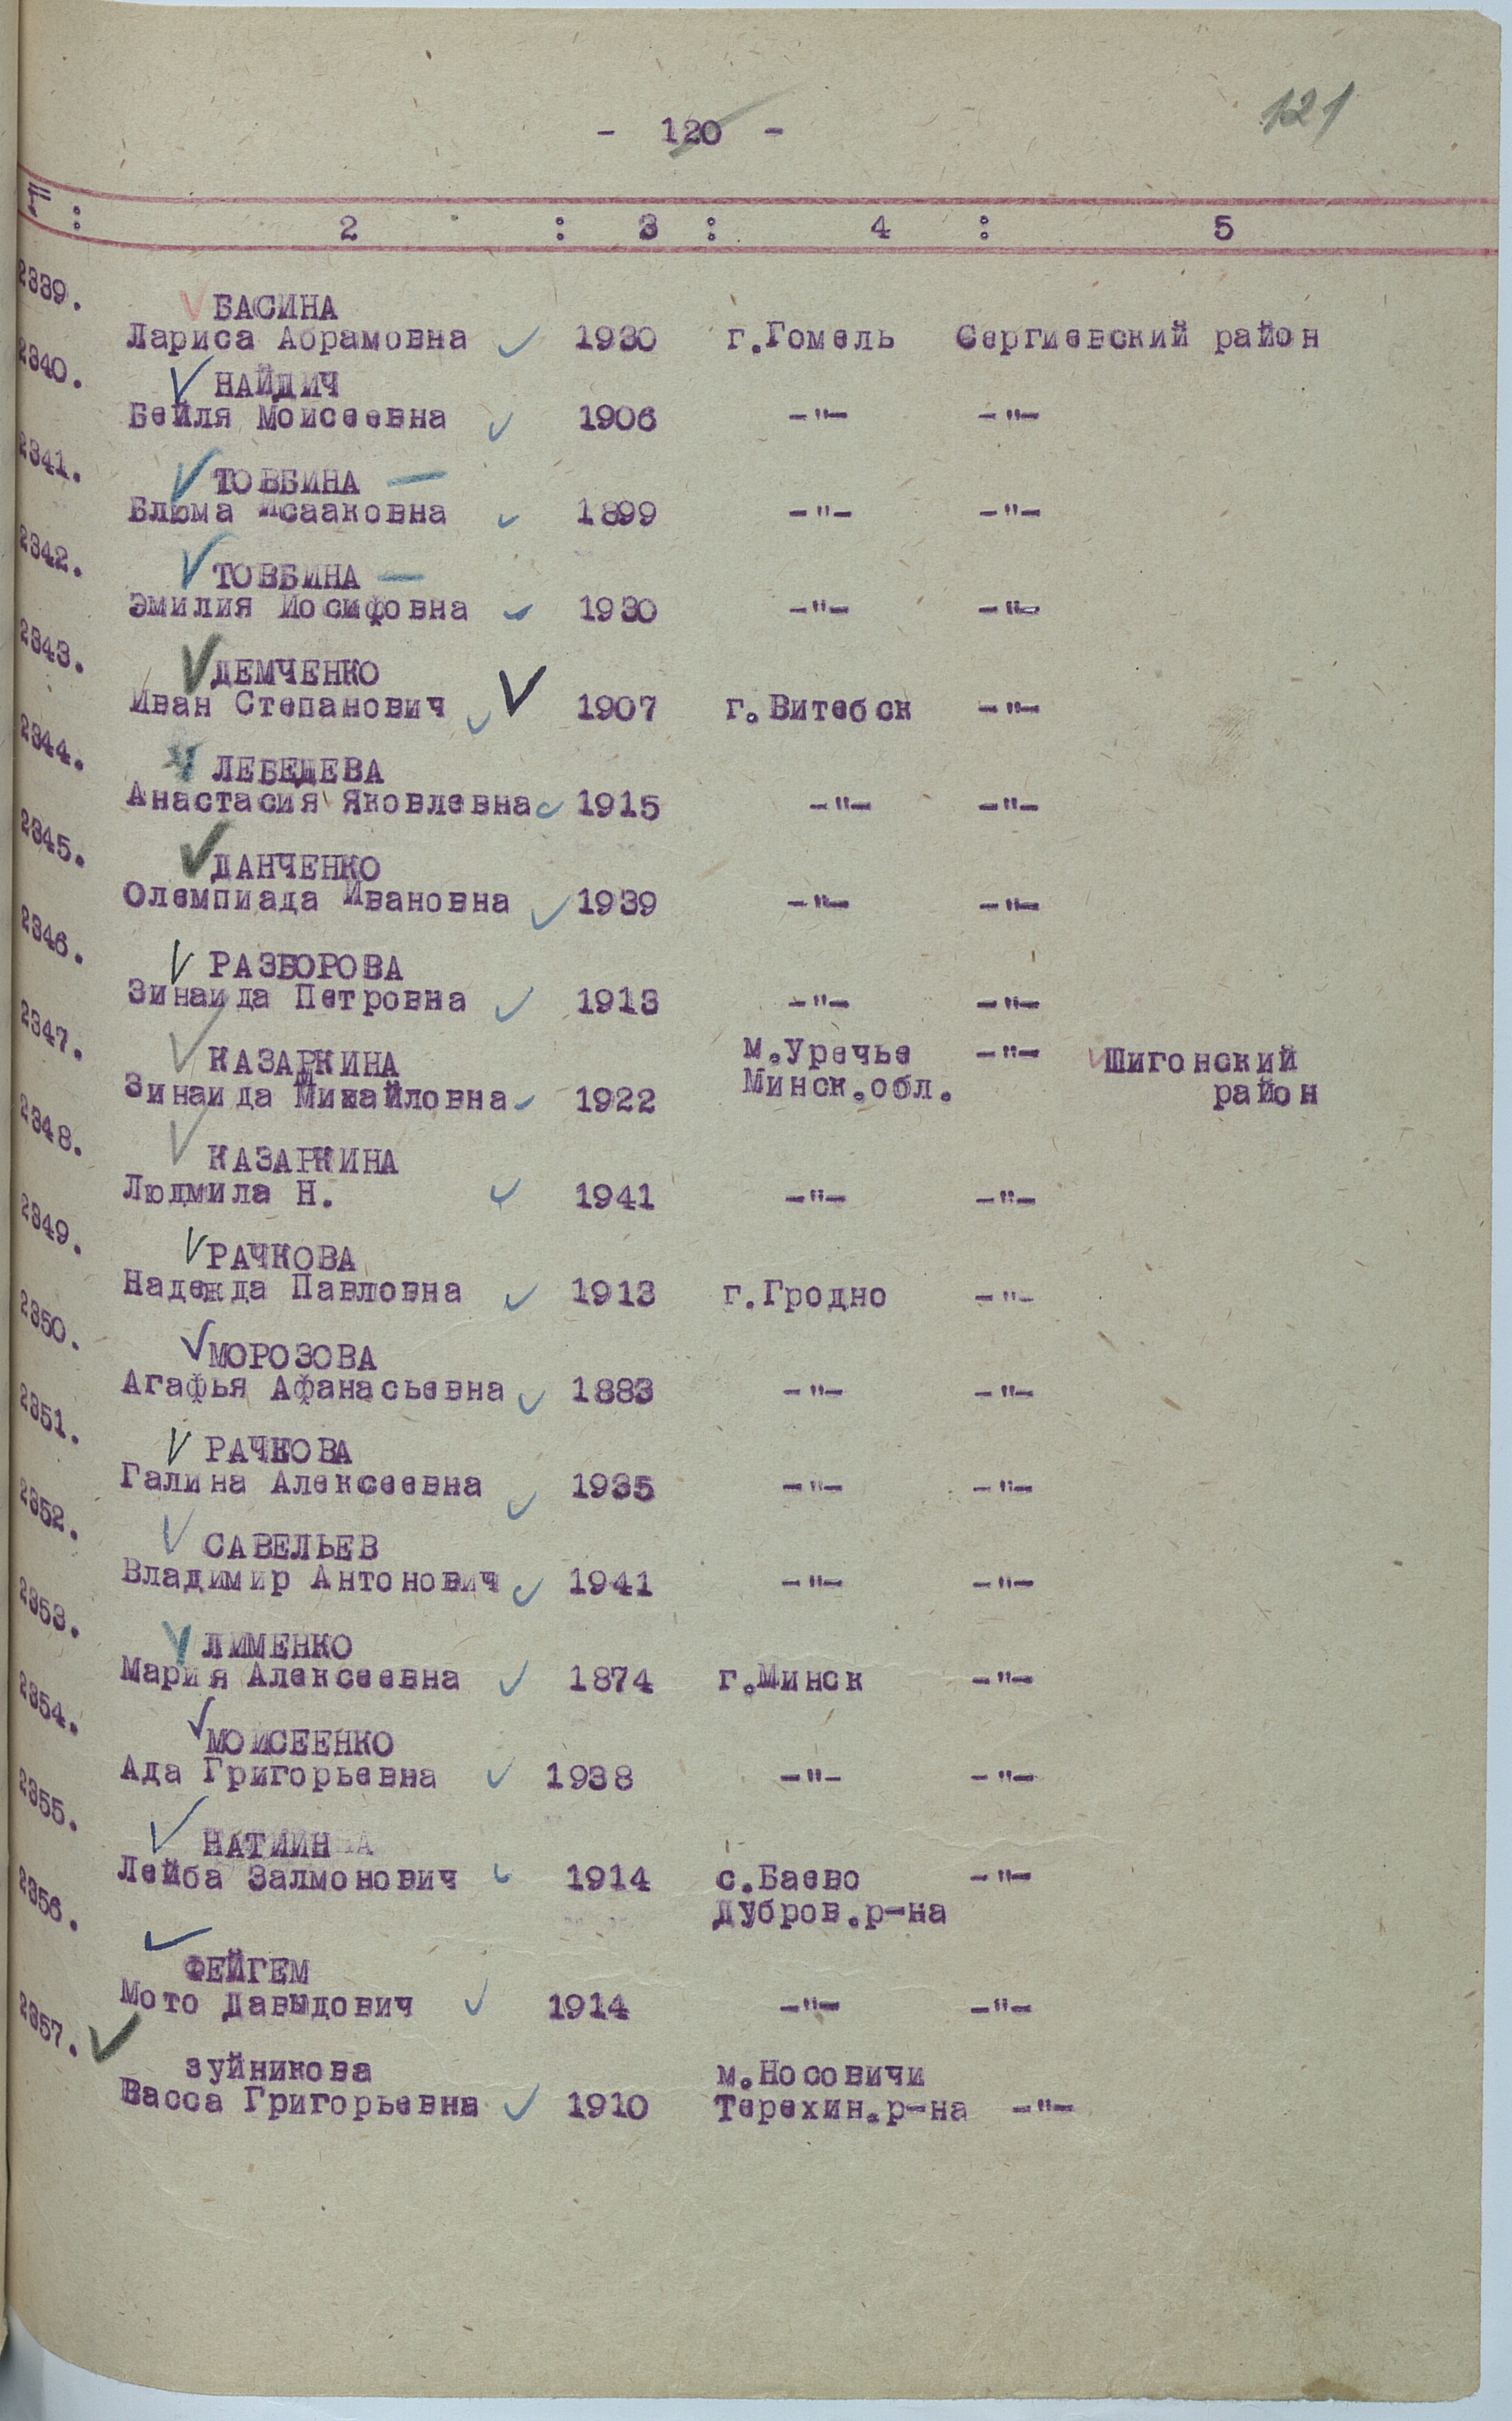 121
- 120 -
1 : 2 : 3 : 4 : 5
2339. БАСИНА
Лариса Абрамовна 1930 г.Гомель Сергиевский район
2340. НАЙДИЧ
Бейля Моисеевна 1906 -"- -"-
2341. ТОВБИНА
Блюма Исааковна 1899 -"- -"-
2342. ТОВБИНА
Эмилия Иосифовна 1930 -"- -"-
2343. ДЕМЧЕНКО
Иван Степанович 1907 г.Витебск -"-
2344. ЛЕБЕДЕВА
Анастасия Яковлевна 1915 -"- -"-
2345. ДАНЧЕНКО
Олемпиада Ивановна 1939 -"- -"-
2346. РАЗБОРОВА
Зинаида Петровна 1913 -"- -"-
2347. КАЗАРКИНА м.Уречье -"- Шигонский
Зинаида Михайловна 1922 Минск.обл. район
2348. КАЗАРКИНА
Людмила Н. 1941 -"- -"-
2349. РАЧКОВА
Надежда Павловна 1913 г.Гродно -"-
2350. МОРОЗОВА
Агафья Афанасьевна 1883 -"- -"-
2351. РАЧКОВА
Галина Алексеевна 1935 -"- -"-
2352. САВЕЛЬЕВ
Владимир Антонович 1941 -"- -"-
2353. ЛИМЕНКО
Мария Алексеевна 1874 г.Минск -"-
2354. МОИСЕЕНКО
Ада Григорьевна 1938 -"- -"-
2355. НАТИИН
Лейба Залмонович 1914 с.Баево -"-
Дубров.р-на
2356. ФЕЙГЕМ
Мото Давыдович 1914 -"- -"-
2357. зуйникова м.Носовичи
Васса Григорьевна 1910 Терехин.р-на -"-